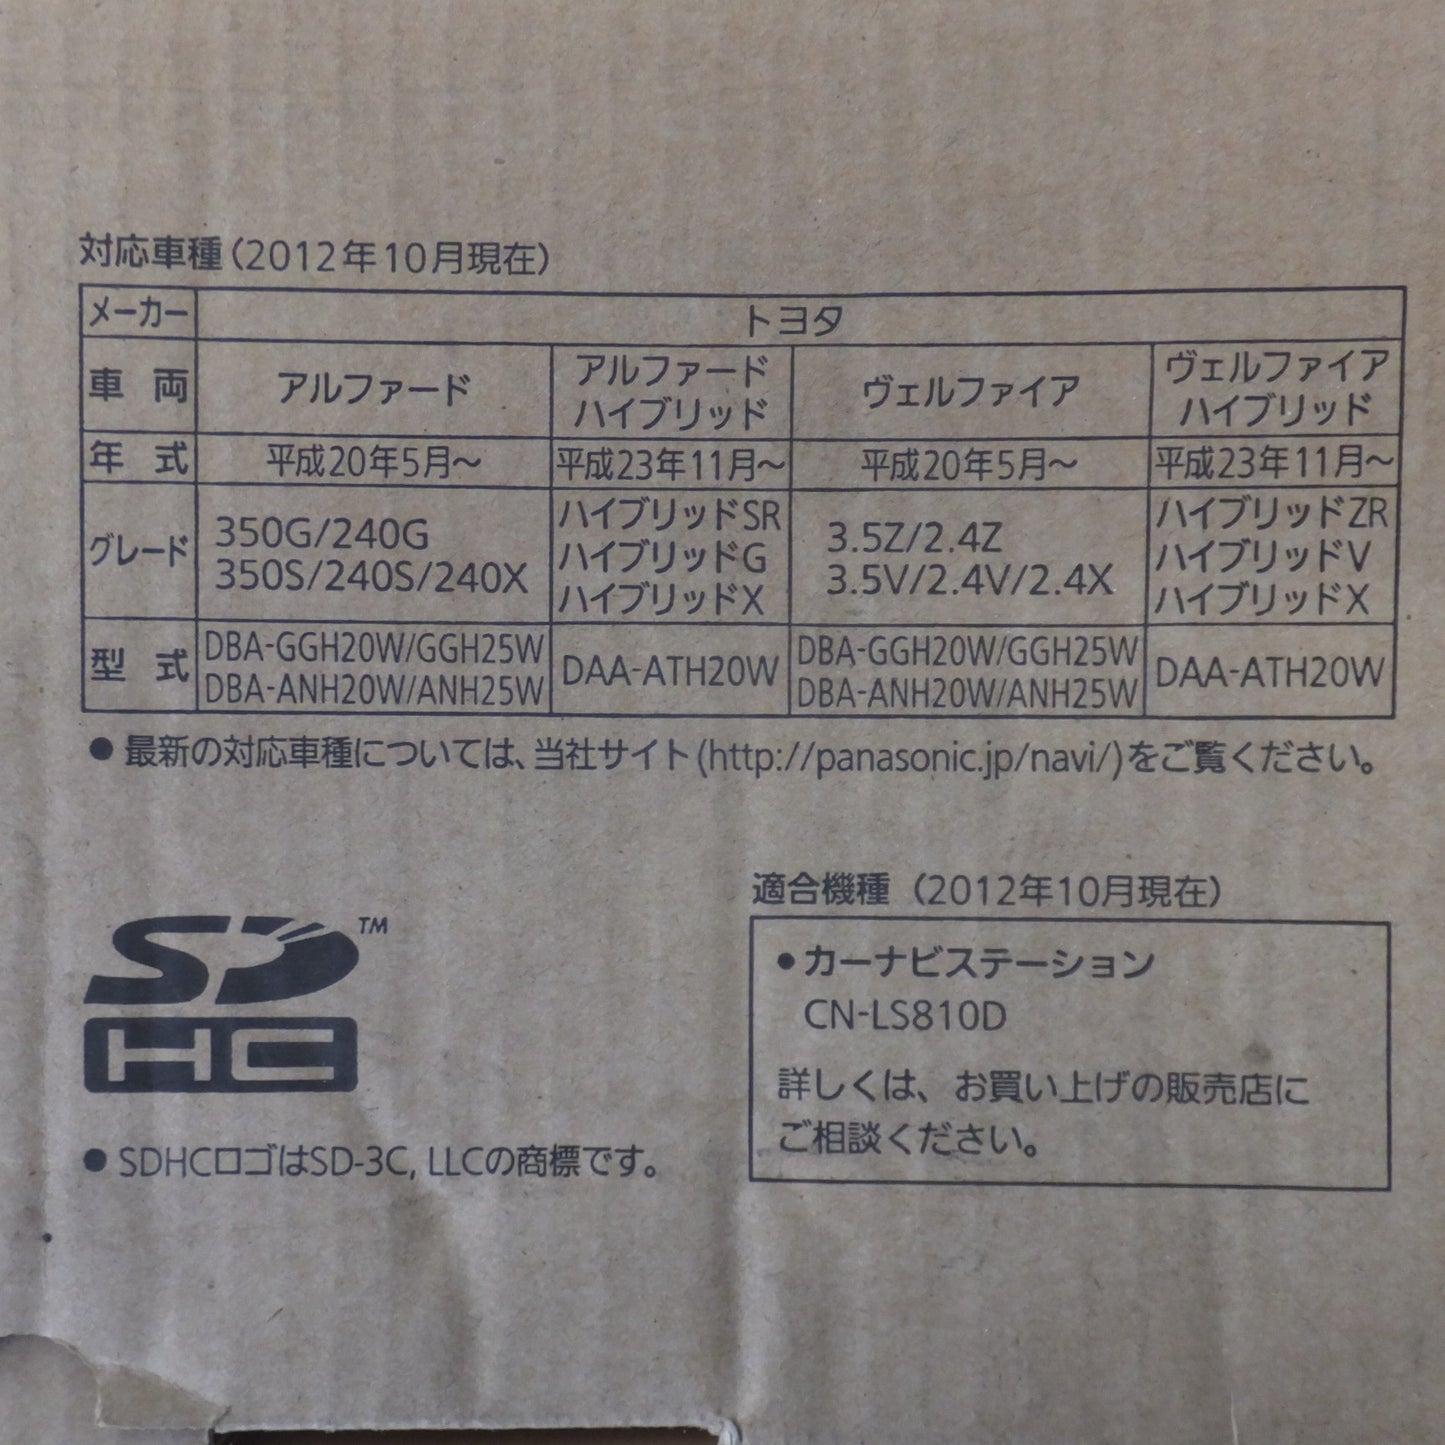 対応車種（2012年10月現在）
メーカー トヨタ
車 両 アルファード アルファード ハイブリッド ヴェルファイア ヴェルファイア ハイブリッド
年 式 平成20年5月～ 平成23年11月～ 平成20年5月～ 平成23年11月～
グレード 350G/240G 350S/240S/240X ハイブリッドSR ハイブリッドG ハイブリッドX 3.5Z/2.4Z 3.5V/2.4V/2.4X ハイブリッドZR ハイブリッドV ハイブリッドX
型 式 DBA-GGH20W/GGH25W DBA-ANH20W/ANH25W DAA-ATH20W DBA-GGH20W/GGH25W DBA-ANH20W/ANH25W DAA-ATH20W
●最新の対応車種については、当社サイト(http://panasonic.jp/navi/)をご覧ください。
SD™
HC
●SDHCロゴはSD-3C, LLCの商標です。
適合機種（2012年10月現在）
●カーナビステーション
CN-LS810D
詳しくは、お買い上げの販売店に
ご相談ください。